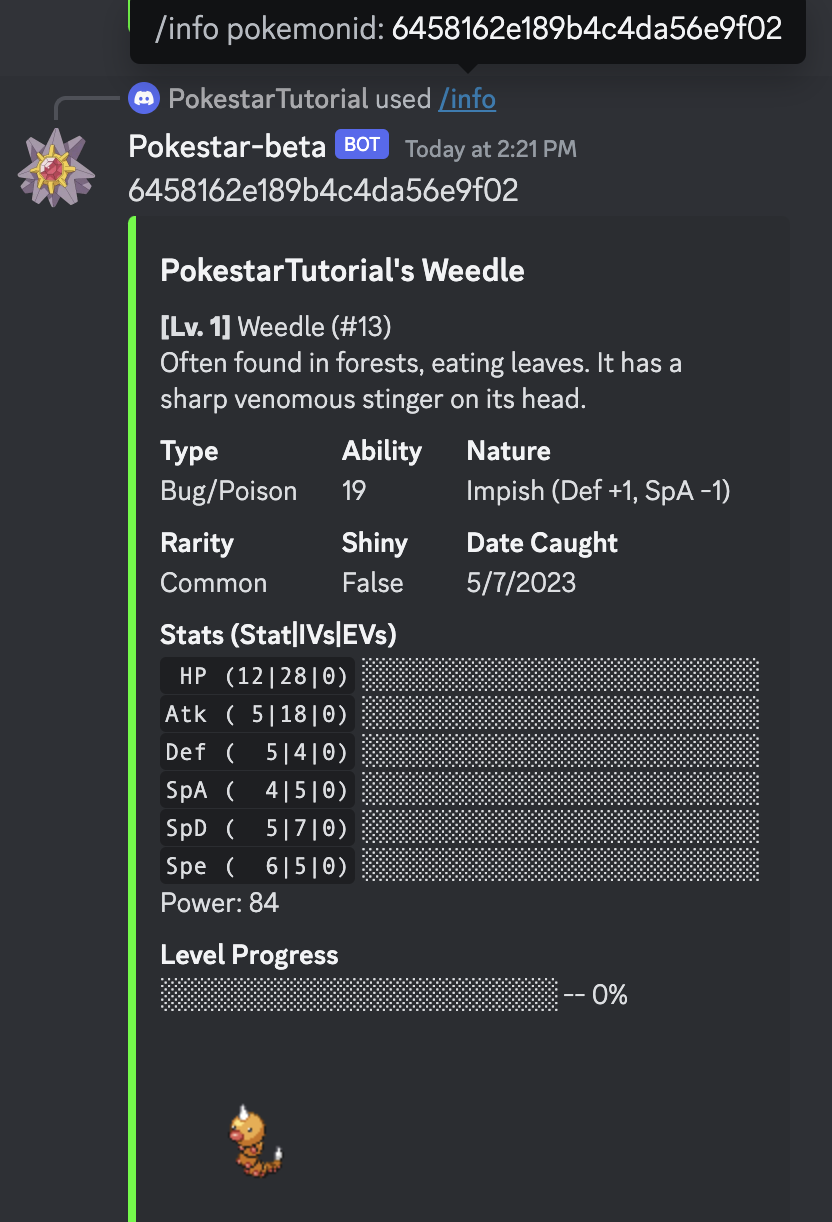 /info pokemonid: 6458162e189b4c4da56e9f02
PokestarTutorial used /info
Pokestar-beta BOT Today at 2:21 PM
6458162e189b4c4da56e9f02
PokestarTutorial's Weedle
[Lv. 1] Weedle (#13)
Often found in forests, eating leaves. It has a
sharp venomous stinger on its head.
Type Ability Nature
Bug/Poison 19 Impish (Def +1, SpA -1)
Rarity Shiny Date Caught
Common False 5/7/2023
Stats (Stat|IVs|EVs)
HP (12|28|0)
Atk ( 5|18|0)
Def (  5|4|0)
SpA (  4|5|0)
SpD (  5|7|0)
Spe (  6|5|0)
Power: 84
Level Progress
-- 0%